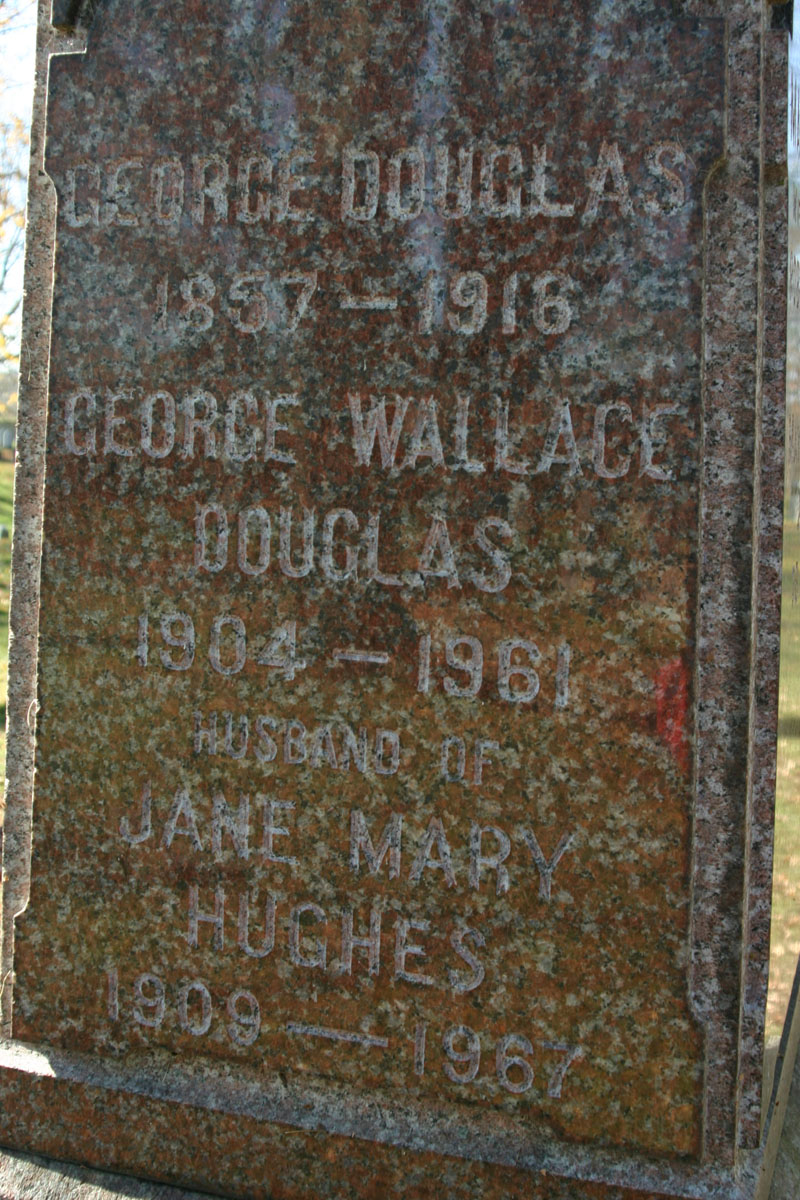 GEORGE DOUGLAS
1857 — 1916
GEORGE WALLACE
DOUGLAS
1904 — 1961
HUSBAND OF
JANE MARY
HUGHES
1909 — 1967